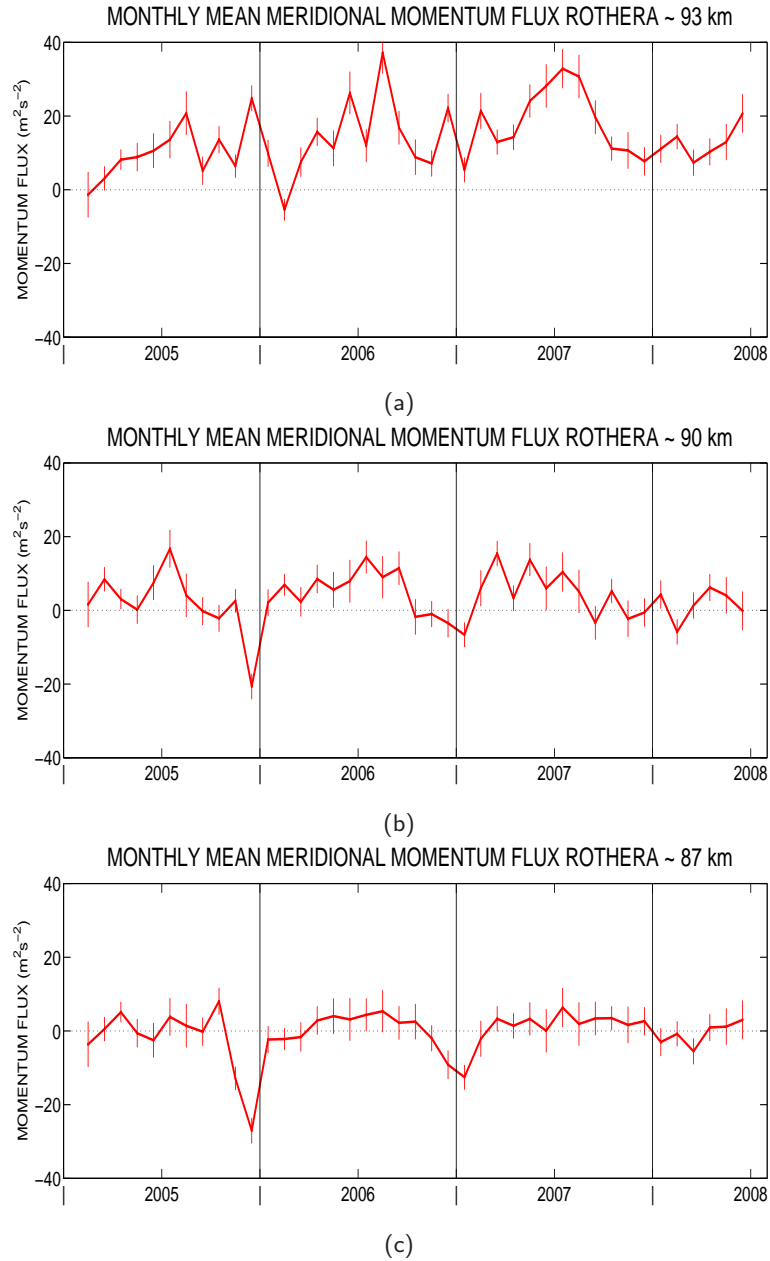 MONTHLY MEAN MERIDIONAL MOMENTUM FLUX ROTHERA ~ 93 km
MOMENTUM FLUX (m²s⁻²)
40
20
0
−20
−40
| 2005 | 2006 | 2007 | 2008
(a)
MONTHLY MEAN MERIDIONAL MOMENTUM FLUX ROTHERA ~ 90 km
MOMENTUM FLUX (m²s⁻²)
40
20
0
−20
−40
| 2005 | 2006 | 2007 | 2008
(b)
MONTHLY MEAN MERIDIONAL MOMENTUM FLUX ROTHERA ~ 87 km
MOMENTUM FLUX (m²s⁻²)
40
20
0
−20
−40
| 2005 | 2006 | 2007 | 2008
(c)